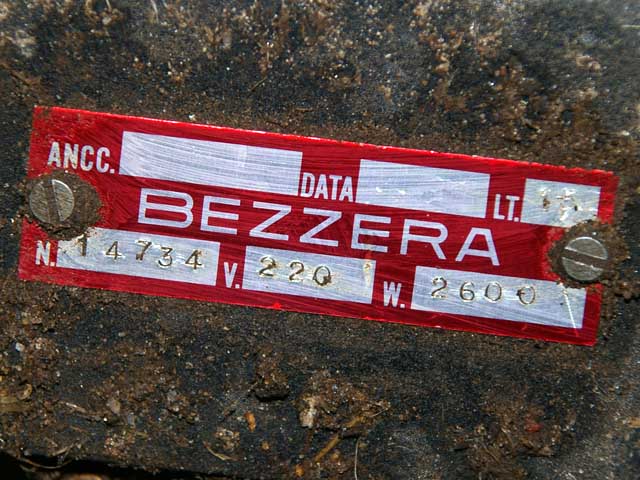 ANCC. DATA LT.
BEZZERA
N. 14734 V. 220 W. 2600